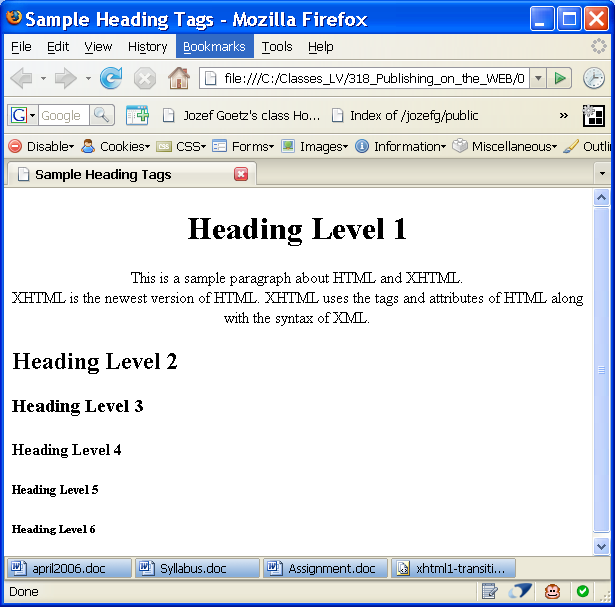 Sample Heading Tags - Mozilla Firefox
File Edit View History Bookmarks Tools Help
file:///C:/Classes_LV/318_Publishing_on_the_WEB/0
G Google Jozef Goetz's class Ho... Index of /jozefg/public »
Disable Cookies CSS Forms Images Information Miscellaneous Outli
Sample Heading Tags
Heading Level 1
This is a sample paragraph about HTML and XHTML.
XHTML is the newest version of HTML. XHTML uses the tags and attributes of HTML along
with the syntax of XML.
Heading Level 2
Heading Level 3
Heading Level 4
Heading Level 5
Heading Level 6
april2006.doc Syllabus.doc Assignment.doc xhtml1-transiti...
Done